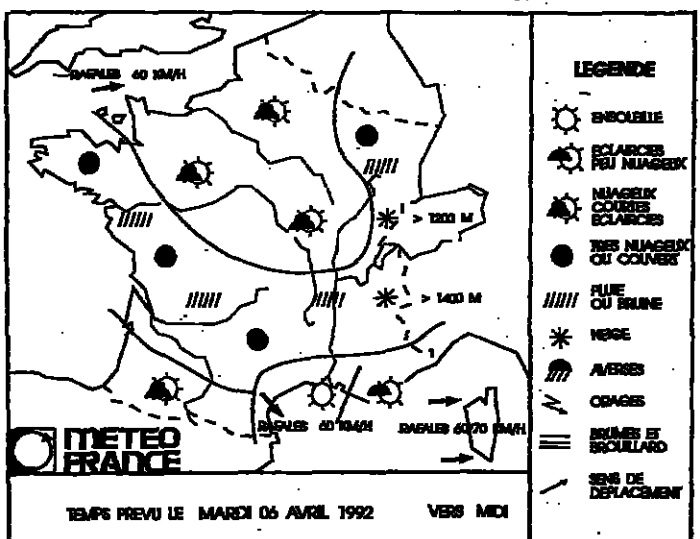 RAFALES 60 KM/H
> 1200 M
> 1400 M
RAFALES 60 KM/H
RAFALES 60/70 KM/H
METEO
FRANCE
TEMPS PREVU LE MARDI 06 AVRIL 1992 VERS MIDI
LEGENDE
ENSOLEILLE
ECLAIRCIES
PEU NUAGEUX
NUAGEUX
COURTES
ECLAIRCIES
TRES NUAGEUX
OU COUVERT
PLUIE
OU BRUINE
NEIGE
AVERSES
ORAGES
BRUMES ET
BROUILLARD
SENS DE
DEPLACEMENT